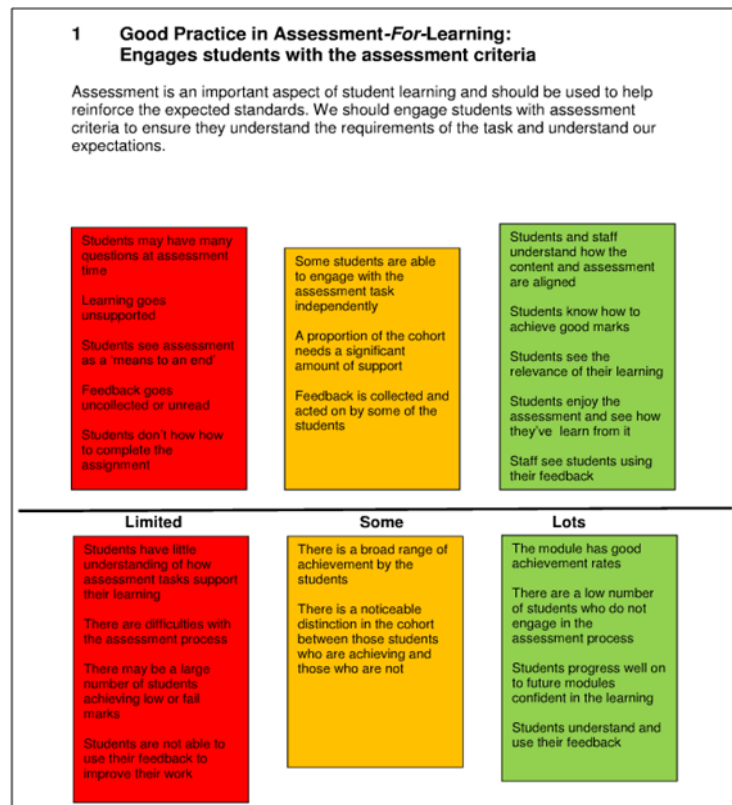 1 Good Practice in Assessment-For-Learning:
Engages students with the assessment criteria
Assessment is an important aspect of student learning and should be used to help
reinforce the expected standards. We should engage students with assessment
criteria to ensure they understand the requirements of the task and understand our
expectations.
Students may have many
questions at assessment
time
Learning goes
unsupported
Students see assessment
as a 'means to an end'
Feedback goes
uncollected or unread
Students don't how how
to complete the
assignment
Some students are able
to engage with the
assessment task
independently
A proportion of the cohort
needs a significant
amount of support
Feedback is collected and
acted on by some of the
students
Students and staff
understand how the
content and assessment
are aligned
Students know how to
achieve good marks
Students see the
relevance of their learning
Students enjoy the
assessment and see how
they've learn from it
Staff see students using
their feedback
Limited
Some
Lots
Students have little
understanding of how
assessment tasks support
their learning
There are difficulties with
the assessment process
There may be a large
number of students
achieving low or fail
marks
Students are not able to
use their feedback to
improve their work
There is a broad range of
achievement by the
students
There is a noticeable
distinction in the cohort
between those students
who are achieving and
those who are not
The module has good
achievement rates
There are a low number
of students who do not
engage in the
assessment process
Students progress well on
to future modules
confident in the learning
Students understand and
use their feedback